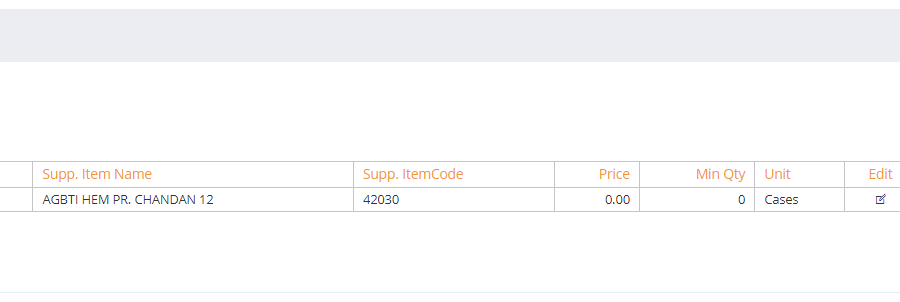 Supp. Item Name Supp. ItemCode Price Min Qty Unit Edit
AGBTI HEM PR. CHANDAN 12 42030 0.00 0 Cases